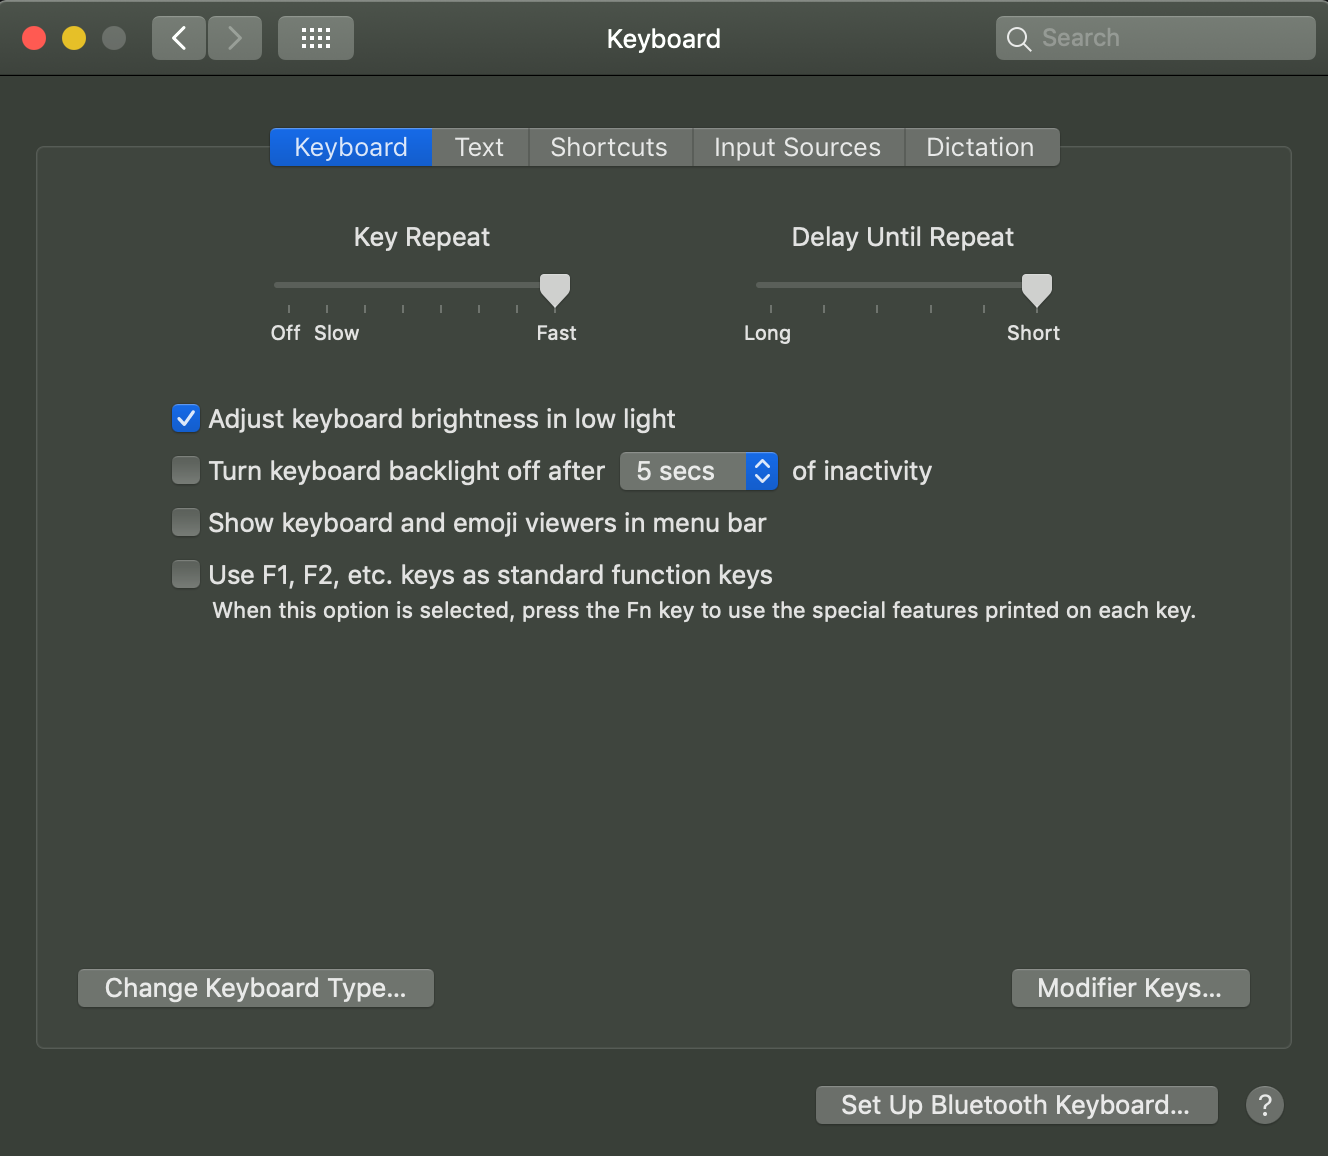 Keyboard
Search
Keyboard Text Shortcuts Input Sources Dictation
Key Repeat
Delay Until Repeat
Off Slow Fast
Long Short
Adjust keyboard brightness in low light
Turn keyboard backlight off after 5 secs of inactivity
Show keyboard and emoji viewers in menu bar
Use F1, F2, etc. keys as standard function keys
When this option is selected, press the Fn key to use the special features printed on each key.
Change Keyboard Type...
Modifier Keys...
Set Up Bluetooth Keyboard...
?